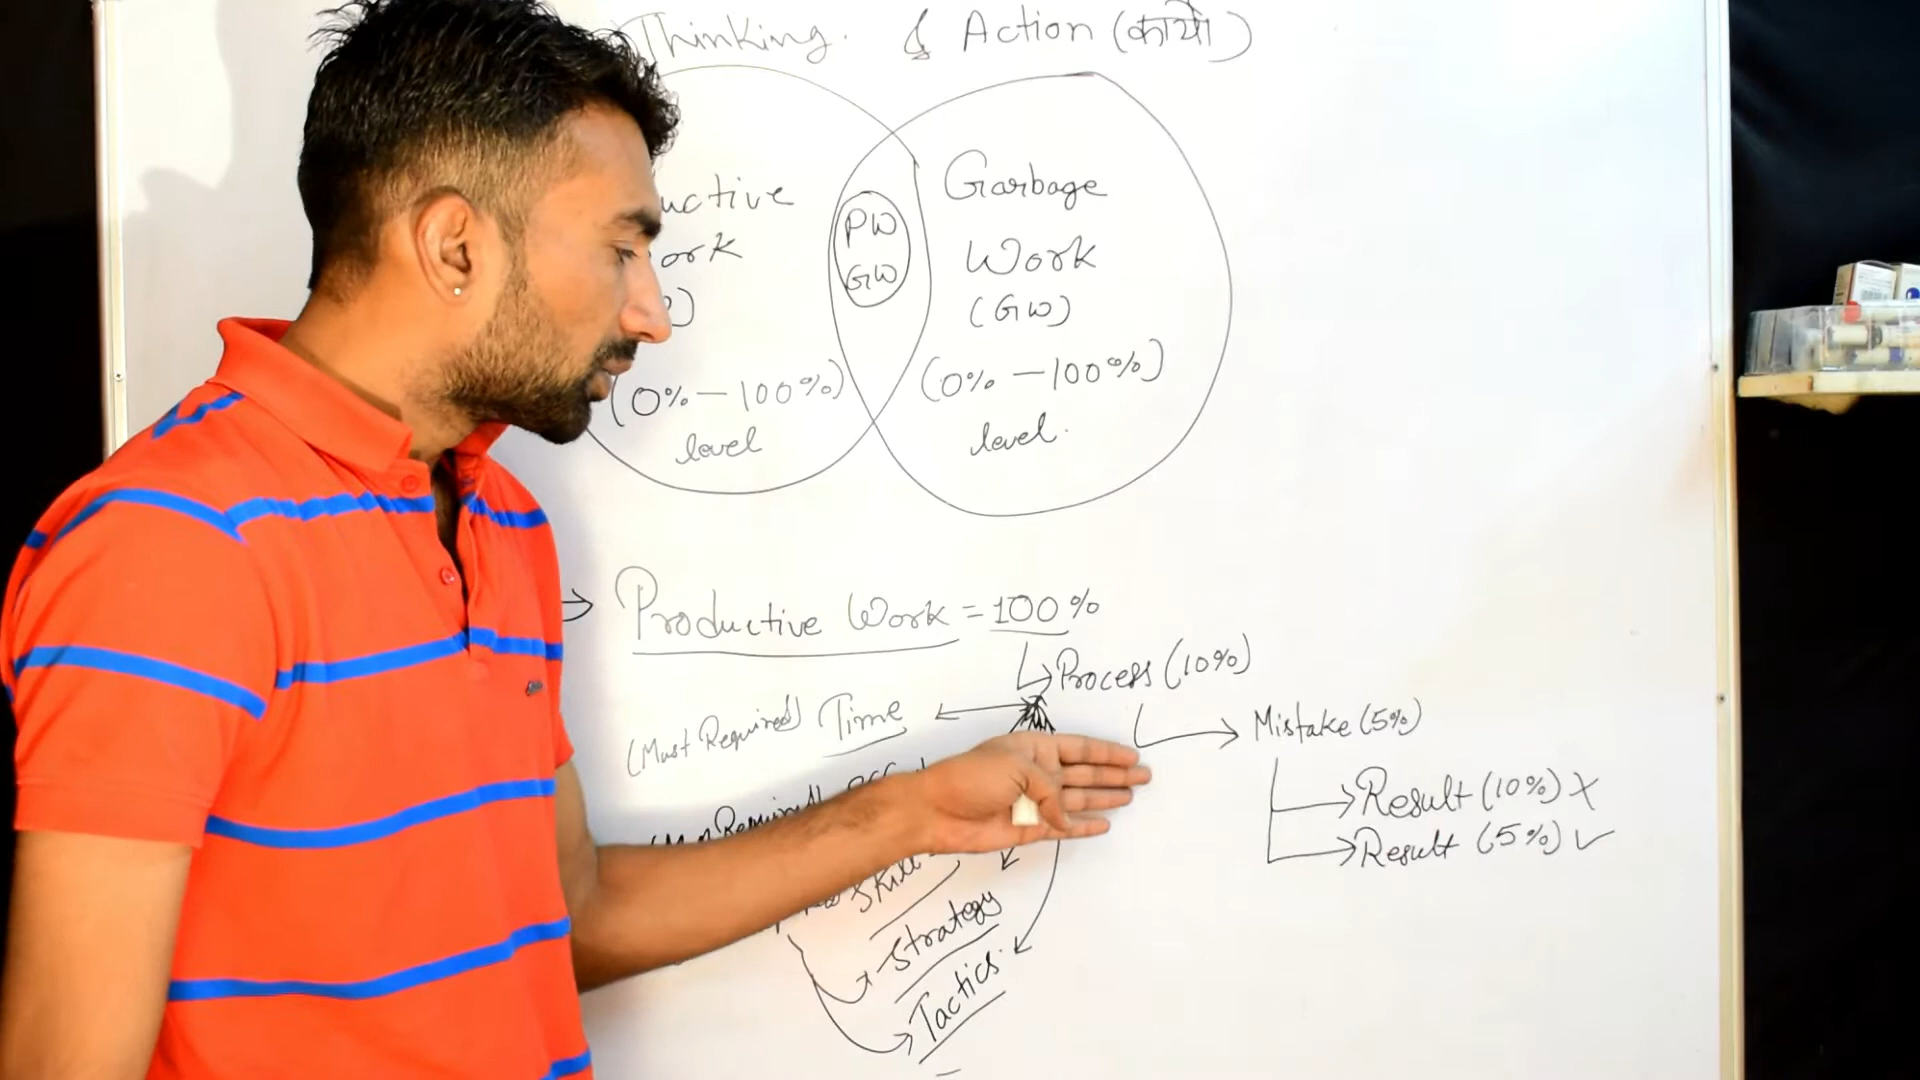 Thinking. & Action (कार्यो)
uctive
ork
PW
GW
(0%-100%)
level
Garbage
Work
(GW)
(0%-100%)
level.
→ Productive Work = 100%
Process (10%)
(Most Required) Time
Mistake (5%)
Result (10%) X
Result (5%) ✓
Skill
Strategy
Tactics